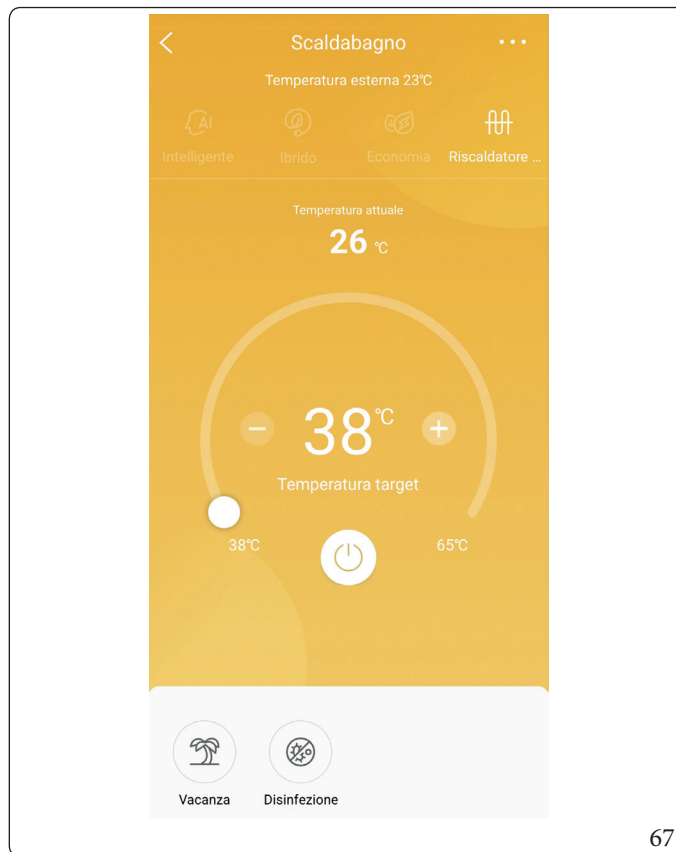 Scaldabagno
Temperatura esterna 23℃
AI
Intelligente Ibrido Economia Riscaldatore ...
Temperatura attuale
26 ℃
38℃
Temperatura target
38℃ 65℃
Vacanza Disinfezione
67